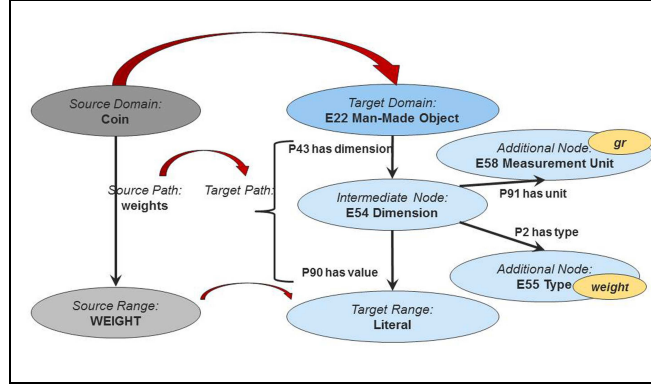 Source Domain:
Coin
Target Domain:
E22 Man-Made Object
P43 has dimension
Additional Node:
E58 Measurement Unit
gr
P91 has unit
Source Path:
weights
Target Path:
Intermediate Node:
E54 Dimension
P2 has type
P90 has value
Additional Node:
E55 Type
weight
Source Range:
WEIGHT
Target Range:
Literal